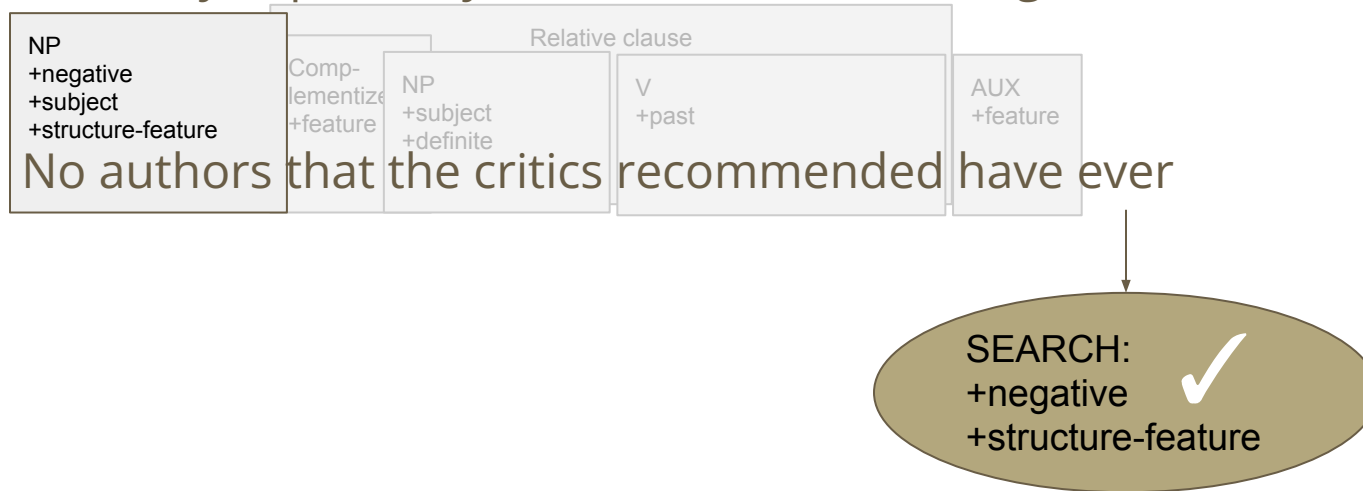 Relative clause
NP
+negative
+subject
+structure-feature
Comp-
lementize
+feature
NP
+subject
+definite
V
+past
AUX
+feature
No authors that the critics recommended have ever
SEARCH:
+negative
+structure-feature
✓